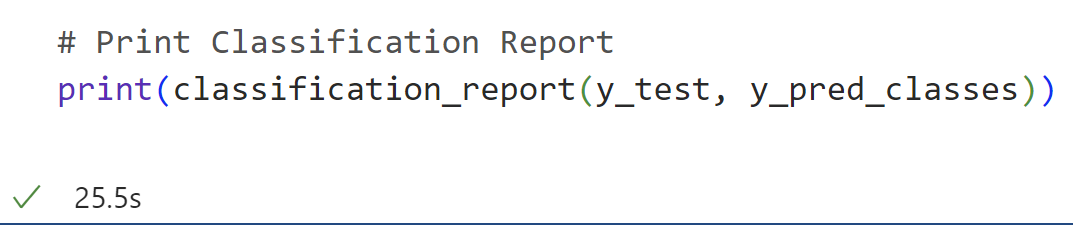 # Print Classification Report
print(classification_report(y_test, y_pred_classes))
25.5s